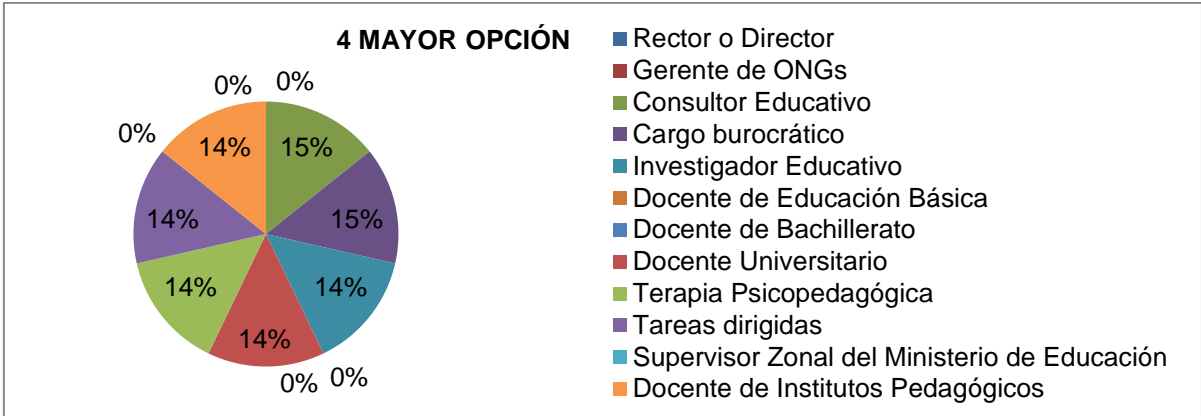 4 MAYOR OPCIÓN
0%
0%
0%
14%
15%
14%
15%
14%
14%
14%
0%
0%
Rector o Director
Gerente de ONGs
Consultor Educativo
Cargo burocrático
Investigador Educativo
Docente de Educación Básica
Docente de Bachillerato
Docente Universitario
Terapia Psicopedagógica
Tareas dirigidas
Supervisor Zonal del Ministerio de Educación
Docente de Institutos Pedagógicos